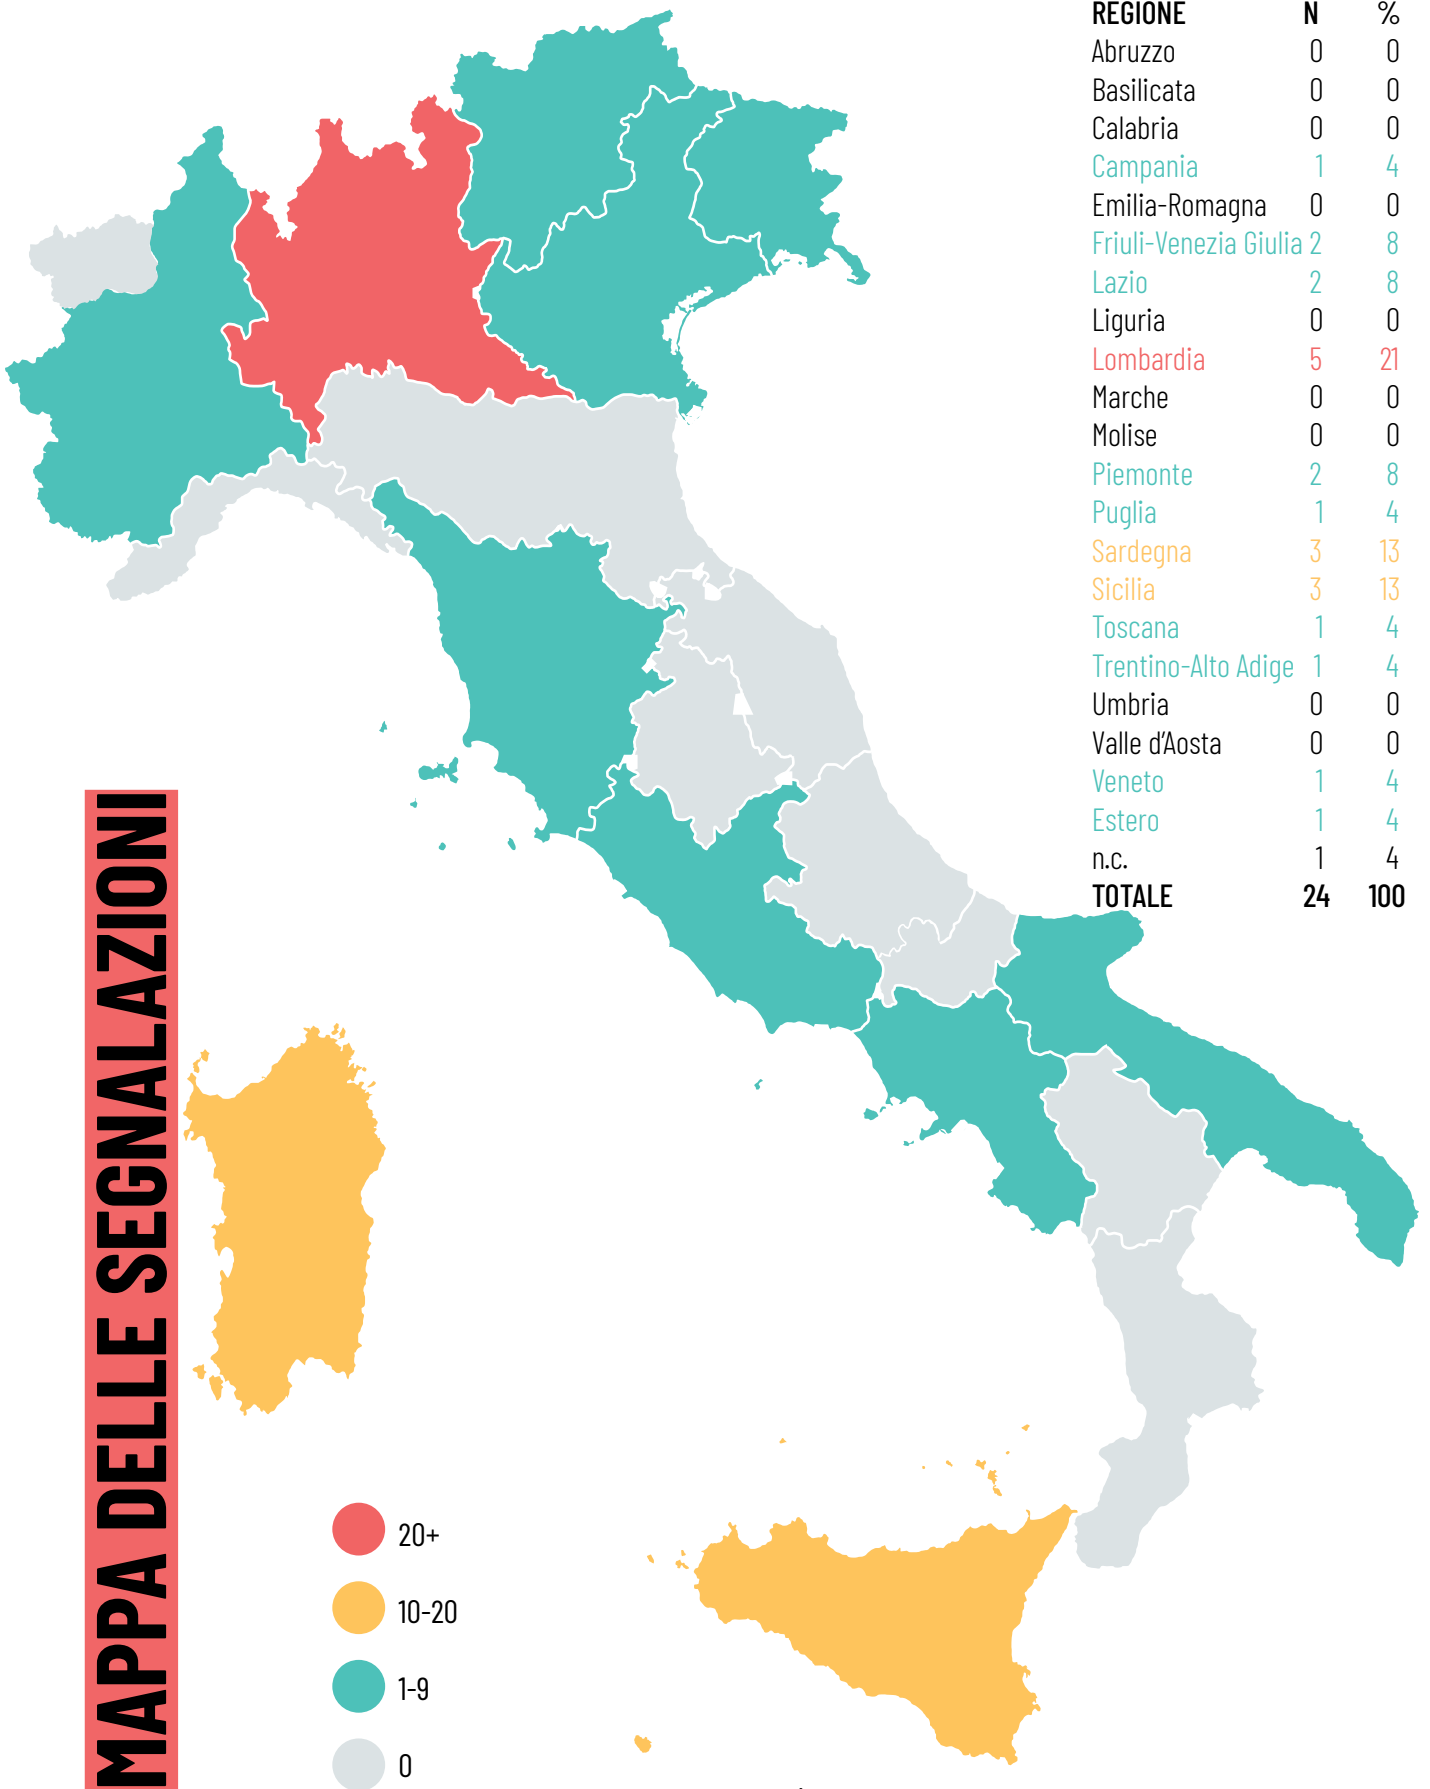 REGIONE N %
Abruzzo 0 0
Basilicata 0 0
Calabria 0 0
Campania 1 4
Emilia-Romagna 0 0
Friuli-Venezia Giulia 2 8
Lazio 2 8
Liguria 0 0
Lombardia 5 21
Marche 0 0
Molise 0 0
Piemonte 2 8
Puglia 1 4
Sardegna 3 13
Sicilia 3 13
Toscana 1 4
Trentino-Alto Adige 1 4
Umbria 0 0
Valle d'Aosta 0 0
Veneto 1 4
Estero 1 4
n.c. 1 4
TOTALE 24 100
MAPPA DELLE SEGNALAZIONI
20+
10-20
1-9
0